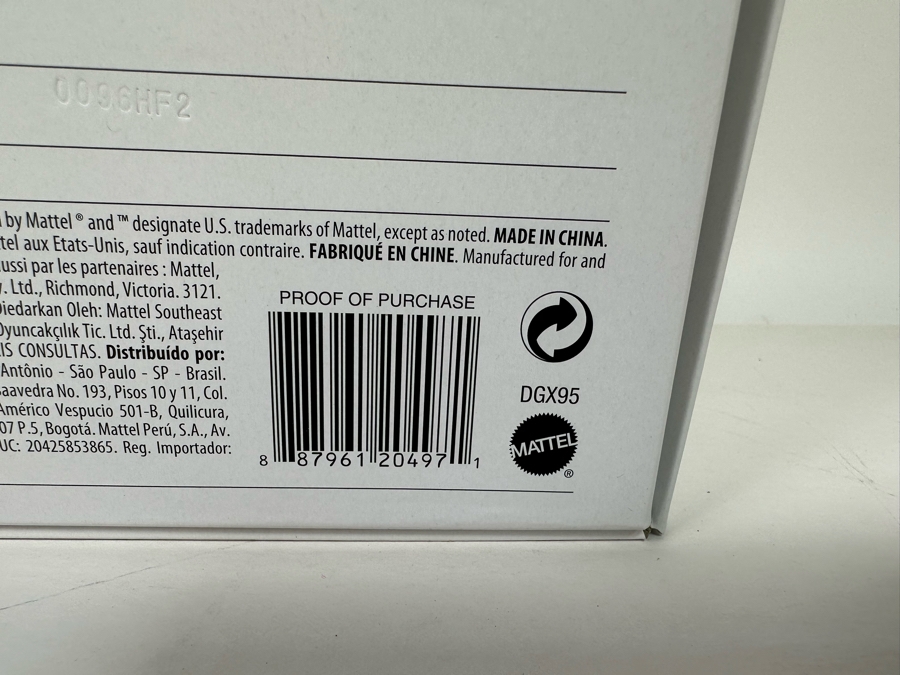 0096HF2
by Mattel ® and ™ designate U.S. trademarks of Mattel, except as noted. MADE IN CHINA.
tel aux Etats-Unis, sauf indication contraire. FABRIQUÉ EN CHINE. Manufactured for and
ussi par les partenaires : Mattel,
y. Ltd., Richmond, Victoria. 3121.
Diedarkan Oleh: Mattel Southeast
Oyuncakçılık Tic. Ltd. Şti., Ataşehir
IS CONSULTAS. Distribuído por:
Antônio - São Paulo - SP - Brasil.
aavedra No. 193, Pisos 10 y 11, Col.
Américo Vespucio 501-B, Quilicura,
07 P.5, Bogotá. Mattel Perú, S.A., Av.
UC: 20425853865. Reg. Importador:
PROOF OF PURCHASE
8 87961 20497 1
DGX95
MATTEL ®